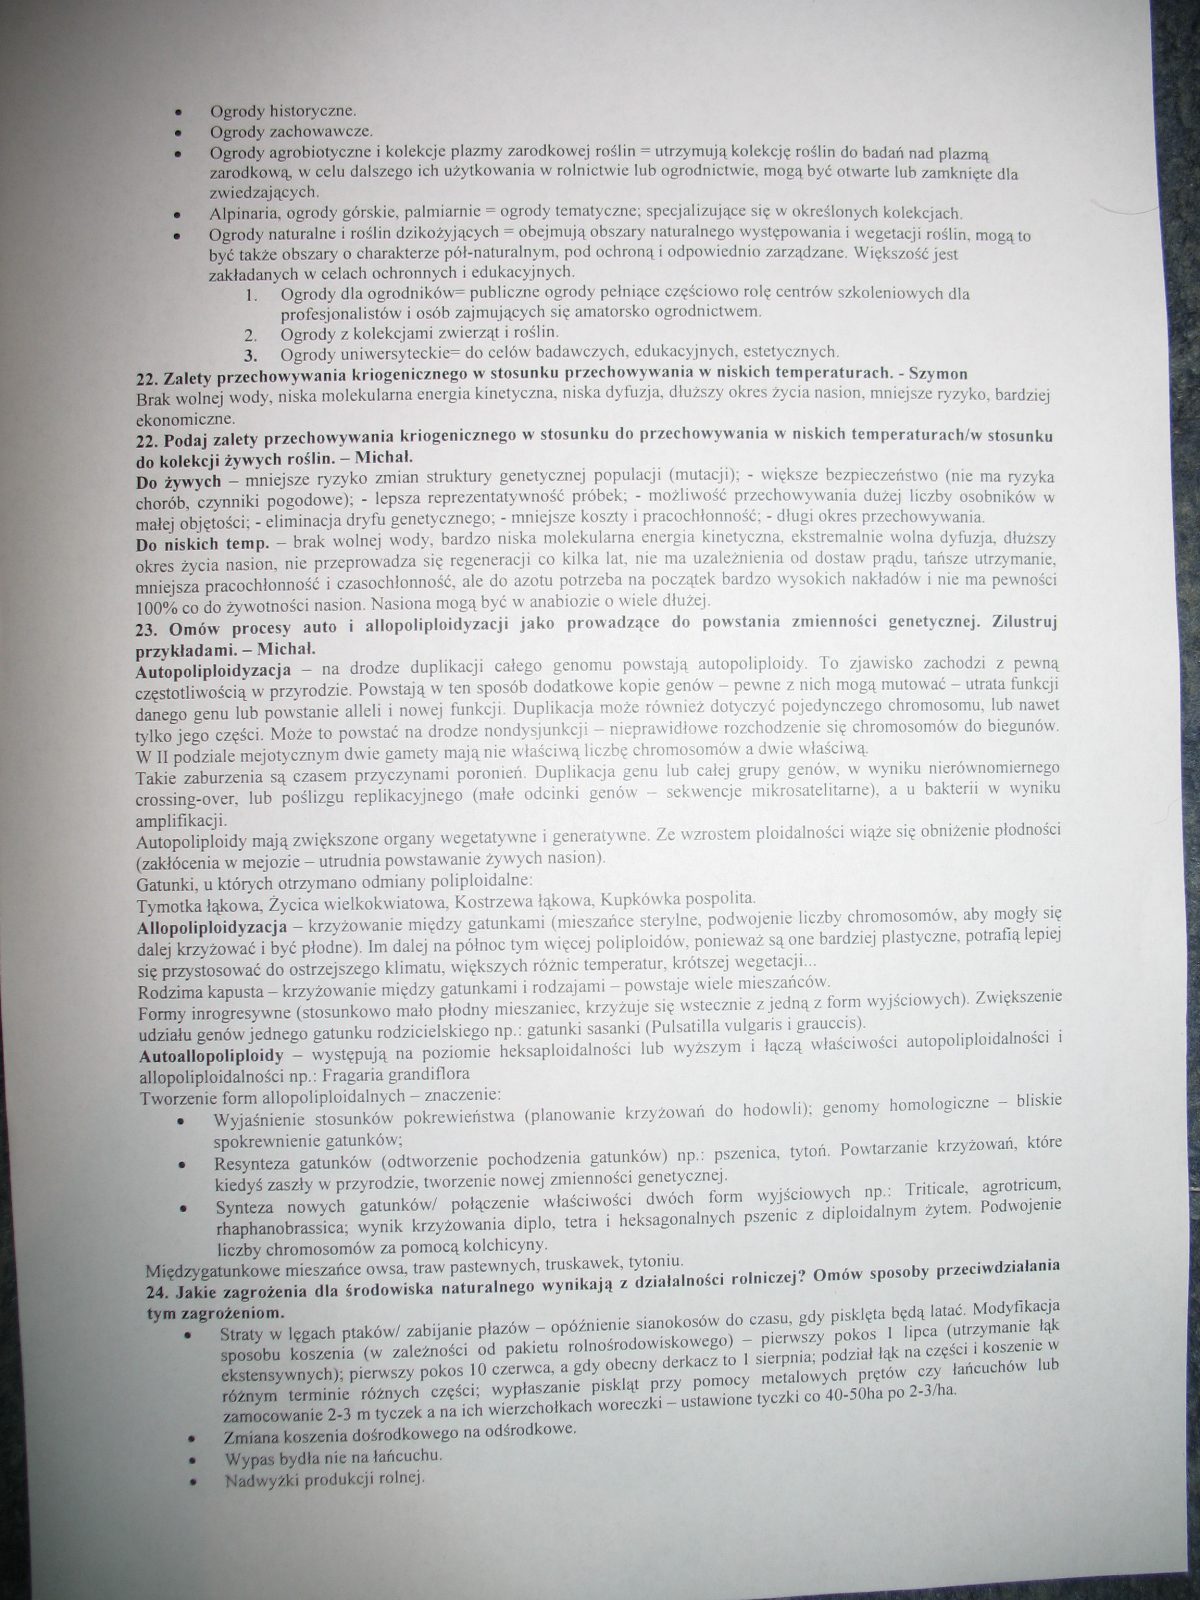 • Ogrody historyczne.
• Ogrody zachowawcze.
• Ogrody agrobiotyczne i kolekcje plazmy zarodkowej roślin = utrzymują kolekcję roślin do badań nad plazmą
zarodkową, w celu dalszego ich użytkowania w rolnictwie lub ogrodnictwie, mogą być otwarte lub zamknięte dla
zwiedzających.
• Alpinaria, ogrody górskie, palmiarnie = ogrody tematyczne; specjalizujące się w określonych kolekcjach.
• Ogrody naturalne i roślin dzikożyjących = obejmują obszary naturalnego występowania i wegetacji roślin, mogą to
być także obszary o charakterze pół-naturalnym, pod ochroną i odpowiednio zarządzane. Większość jest
zakładanych w celach ochronnych i edukacyjnych.
1. Ogrody dla ogrodników= publiczne ogrody pełniące częściowo rolę centrów szkoleniowych dla
profesjonalistów i osób zajmujących się amatorsko ogrodnictwem.
2. Ogrody z kolekcjami zwierząt i roślin.
3. Ogrody uniwersyteckie= do celów badawczych, edukacyjnych, estetycznych.
22. Zalety przechowywania kriogenicznego w stosunku przechowywania w niskich temperaturach. - Szymon
Brak wolnej wody, niska molekularna energia kinetyczna, niska dyfuzja, dłuższy okres życia nasion, mniejsze ryzyko, bardziej
ekonomiczne.
22. Podaj zalety przechowywania kriogenicznego w stosunku do przechowywania w niskich temperaturach/w stosunku
do kolekcji żywych roślin. – Michał.
Do żywych – mniejsze ryzyko zmian struktury genetycznej populacji (mutacji); - większe bezpieczeństwo (nie ma ryzyka
chorób, czynniki pogodowe); - lepsza reprezentatywność próbek; - możliwość przechowywania dużej liczby osobników w
małej objętości; - eliminacja dryfu genetycznego; - mniejsze koszty i pracochłonność; - długi okres przechowywania.
Do niskich temp. – brak wolnej wody, bardzo niska molekularna energia kinetyczna, ekstremalnie wolna dyfuzja, dłuższy
okres życia nasion, nie przeprowadza się regeneracji co kilka lat, nie ma uzależnienia od dostaw prądu, tańsze utrzymanie,
mniejsza pracochłonność i czasochłonność, ale do azotu potrzeba na początek bardzo wysokich nakładów i nie ma pewności
100% co do żywotności nasion. Nasiona mogą być w anabiozie o wiele dłużej.
23. Omów procesy auto i allopoliploidyzacji jako prowadzące do powstania zmienności genetycznej. Zilustruj
przykładami. – Michał.
Autopoliploidyzacja – na drodze duplikacji całego genomu powstają autopoliploidy. To zjawisko zachodzi z pewną
częstotliwością w przyrodzie. Powstają w ten sposób dodatkowe kopie genów – pewne z nich mogą mutować – utrata funkcji
danego genu lub powstanie alleli i nowej funkcji. Duplikacja może również dotyczyć pojedynczego chromosomu, lub nawet
tylko jego części. Może to powstać na drodze nondysjunkcji – nieprawidłowe rozchodzenie się chromosomów do biegunów.
W II podziale mejotycznym dwie gamety mają nie właściwą liczbę chromosomów a dwie właściwą.
Takie zaburzenia są czasem przyczynami poronień. Duplikacja genu lub całej grupy genów, w wyniku nierównomiernego
crossing-over, lub poślizgu replikacyjnego (małe odcinki genów – sekwencje mikrosatelitarne), a u bakterii w wyniku
amplifikacji.
Autopoliploidy mają zwiększone organy wegetatywne i generatywne. Ze wzrostem ploidalności wiąże się obniżenie płodności
(zakłócenia w mejozie – utrudnia powstawanie żywych nasion).
Gatunki, u których otrzymano odmiany poliploidalne:
Tymotka łąkowa, Życica wielkokwiatowa, Kostrzewa łąkowa, Kupkówka pospolita.
Allopoliploidyzacja – krzyżowanie między gatunkami (mieszańce sterylne, podwojenie liczby chromosomów, aby mogły się
dalej krzyżować i być płodne). Im dalej na północ tym więcej poliploidów, ponieważ są one bardziej plastyczne, potrafią lepiej
się przystosować do ostrzejszego klimatu, większych różnic temperatur, krótszej wegetacji...
Rodzima kapusta – krzyżowanie między gatunkami i rodzajami – powstaje wiele mieszańców.
Formy inrogresywne (stosunkowo mało płodny mieszaniec, krzyżuje się wstecznie z jedną z form wyjściowych). Zwiększenie
udziału genów jednego gatunku rodzicielskiego np.: gatunki sasanki (Pulsatilla vulgaris i grauccis).
Autoallopoliploidy – występują na poziomie heksaploidalności lub wyższym i łączą właściwości autopoliploidalności i
allopoliploidalności np.: Fragaria grandiflora
Tworzenie form allopoliploidalnych – znaczenie:
• Wyjaśnienie stosunków pokrewieństwa (planowanie krzyżowań do hodowli); genomy homologiczne – bliskie
spokrewnienie gatunków;
• Resynteza gatunków (odtworzenie pochodzenia gatunków) np.: pszenica, tytoń. Powtarzanie krzyżowań, które
kiedyś zaszły w przyrodzie, tworzenie nowej zmienności genetycznej.
• Synteza nowych gatunków/ połączenie właściwości dwóch form wyjściowych np.: Triticale, agrotricum,
rhaphanobrassica; wynik krzyżowania diplo, tetra i heksagonalnych pszenic z diploidalnym żytem. Podwojenie
liczby chromosomów za pomocą kolchicyny.
Międzygatunkowe mieszańce owsa, traw pastewnych, truskawek, tytoniu.
24. Jakie zagrożenia dla środowiska naturalnego wynikają z działalności rolniczej? Omów sposoby przeciwdziałania
tym zagrożeniom.
• Straty w lęgach ptaków/ zabijanie płazów – opóźnienie sianokosów do czasu, gdy pisklęta będą latać. Modyfikacja
sposobu koszenia (w zależności od pakietu rolnośrodowiskowego) – pierwszy pokos 1 lipca (utrzymanie łąk
ekstensywnych); pierwszy pokos 10 czerwca, a gdy obecny derkacz to 1 sierpnia; podział łąk na części i koszenie w
różnym terminie różnych części; wypłaszanie piskląt przy pomocy metalowych prętów czy łańcuchów lub
zamocowanie 2-3 m tyczek a na ich wierzchołkach woreczki – ustawione tyczki co 40-50ha po 2-3/ha.
• Zmiana koszenia dośrodkowego na odśrodkowe.
• Wypas bydła nie na łańcuchu.
• Nadwyżki produkcji rolnej.